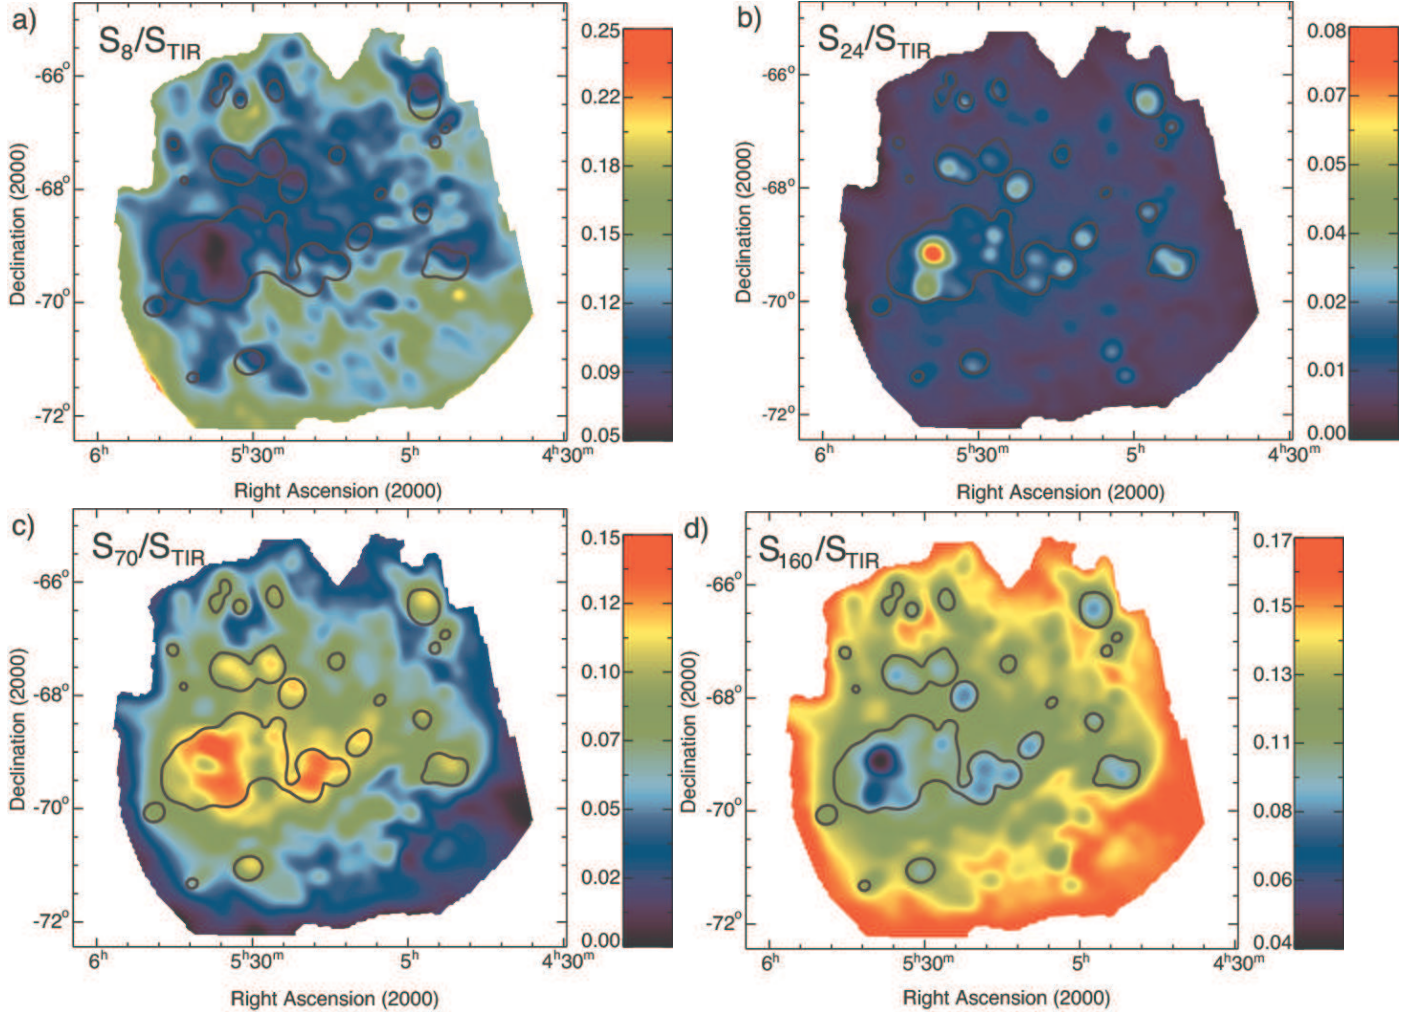 a)
S8/STIR
-66°
-68°
-70°
-72°
Declination (2000)
6h
5h30m
5h
4h30m
Right Ascension (2000)
0.25
0.22
0.18
0.15
0.12
0.09
0.05
b)
S24/STIR
-66°
-68°
-70°
-72°
Declination (2000)
6h
5h30m
5h
4h30m
Right Ascension (2000)
0.08
0.07
0.05
0.04
0.02
0.01
0.00
c)
S70/STIR
-66°
-68°
-70°
-72°
Declination (2000)
6h
5h30m
5h
4h30m
Right Ascension (2000)
0.15
0.12
0.10
0.07
0.05
0.02
0.00
d)
S160/STIR
-66°
-68°
-70°
-72°
Declination (2000)
6h
5h30m
5h
4h30m
Right Ascension (2000)
0.17
0.15
0.13
0.11
0.08
0.06
0.04